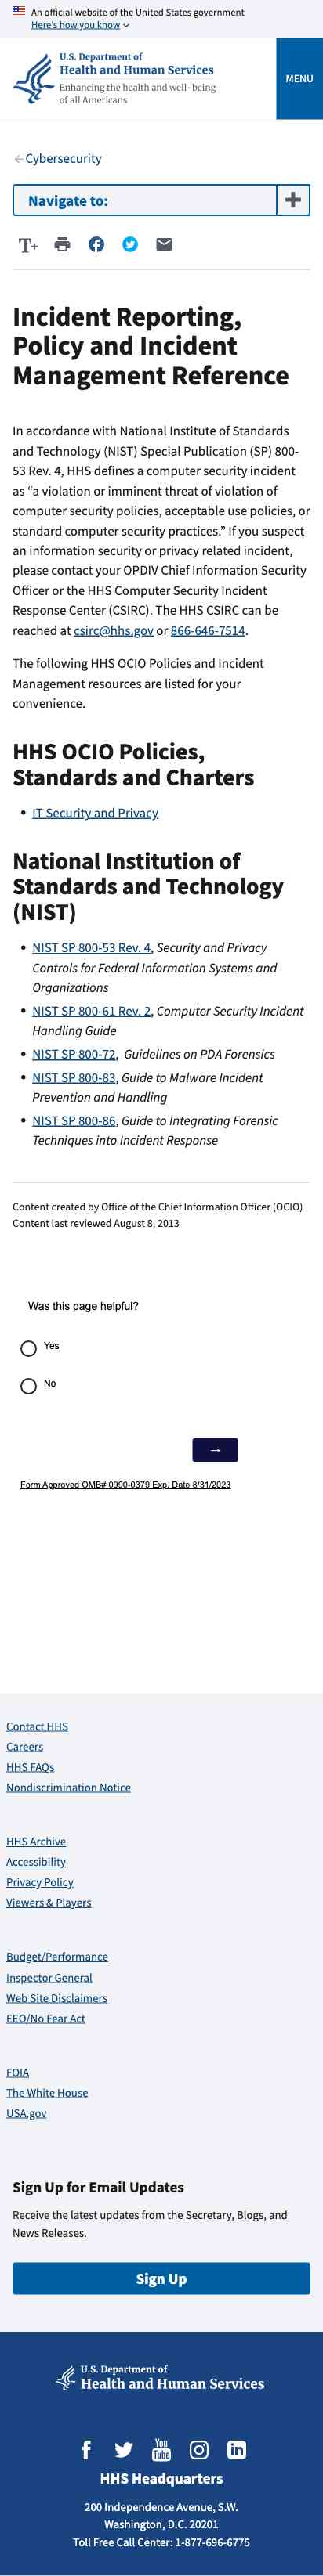 An official website of the United States government
Here's how you know
U.S. Department of
Health and Human Services
Enhancing the health and well-being
of all Americans
MENU
Cybersecurity
Navigate to:
T+
Incident Reporting,
Policy and Incident
Management Reference
In accordance with National Institute of Standards
and Technology (NIST) Special Publication (SP) 800-
53 Rev. 4, HHS defines a computer security incident
as “a violation or imminent threat of violation of
computer security policies, acceptable use policies, or
standard computer security practices.” If you suspect
an information security or privacy related incident,
please contact your OPDIV Chief Information Security
Officer or the HHS Computer Security Incident
Response Center (CSIRC). The HHS CSIRC can be
reached at csirc@hhs.gov or 866-646-7514.
The following HHS OCIO Policies and Incident
Management resources are listed for your
convenience.
HHS OCIO Policies,
Standards and Charters
• IT Security and Privacy
National Institution of
Standards and Technology
(NIST)
• NIST SP 800-53 Rev. 4, Security and Privacy
Controls for Federal Information Systems and
Organizations
• NIST SP 800-61 Rev. 2, Computer Security Incident
Handling Guide
• NIST SP 800-72, Guidelines on PDA Forensics
• NIST SP 800-83, Guide to Malware Incident
Prevention and Handling
• NIST SP 800-86, Guide to Integrating Forensic
Techniques into Incident Response
Content created by Office of the Chief Information Officer (OCIO)
Content last reviewed August 8, 2013
Was this page helpful?
Yes
No
→
Form Approved OMB# 0990-0379 Exp. Date 8/31/2023
Contact HHS
Careers
HHS FAQs
Nondiscrimination Notice
HHS Archive
Accessibility
Privacy Policy
Viewers & Players
Budget/Performance
Inspector General
Web Site Disclaimers
EEO/No Fear Act
FOIA
The White House
USA.gov
Sign Up for Email Updates
Receive the latest updates from the Secretary, Blogs, and
News Releases.
Sign Up
U.S. Department of
Health and Human Services
You Tube
HHS Headquarters
200 Independence Avenue, S.W.
Washington, D.C. 20201
Toll Free Call Center: 1-877-696-6775